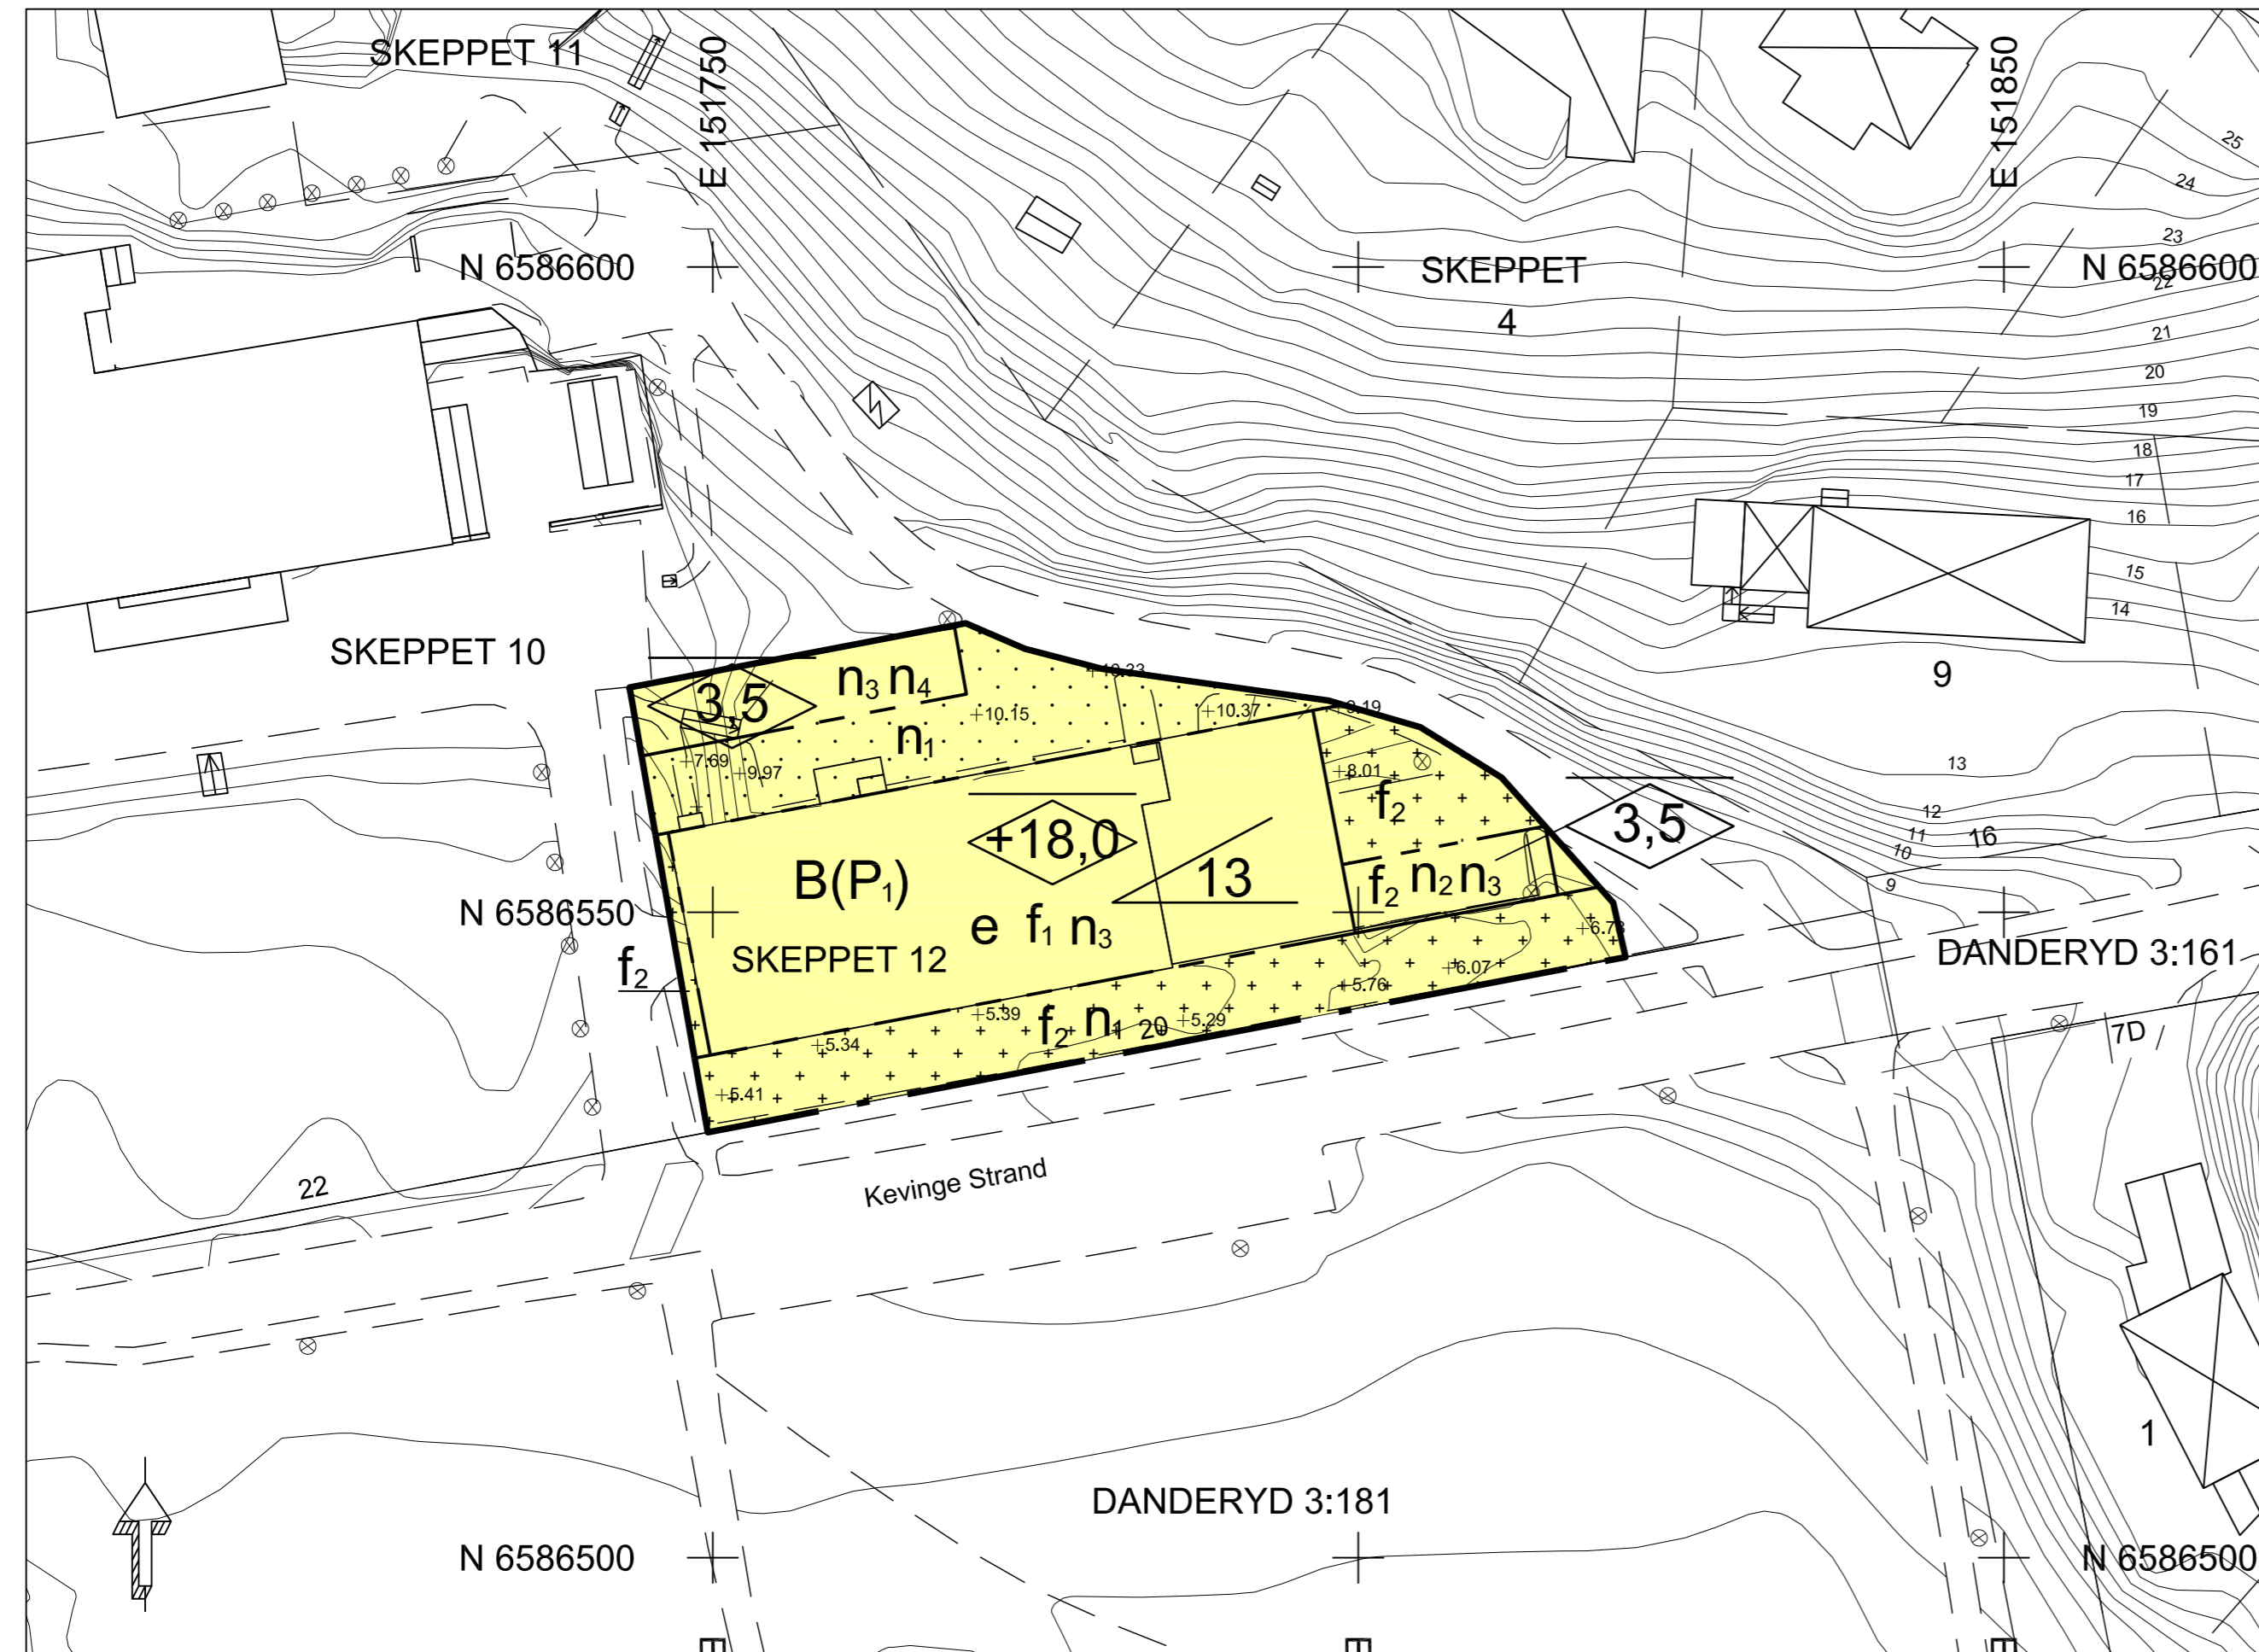 SKEPPET 11
E 151750
E 151850
25
24
23
N 6586600
SKEPPET
4
N 6586600
22
21
20
19
18
17
16
15
14
SKEPPET 10
9
n3 n4
3,5
+10.33
+10.15
+10.37
+9.19
n1
+7.69
+9.97
+8.01
13
f2
+18,0
3,5
12
11
16
10
9
B(P1)
13
f2 n2 n3
N 6586550
e f1 n3
SKEPPET 12
+6.73
DANDERYD 3:161
f2
+6.07
+5.76
+5.39
f2 n1 20
+5.29
+5.34
7D
+5.41
22
Kevinge Strand
1
DANDERYD 3:181
N 6586500
N 6586500
E
E
E